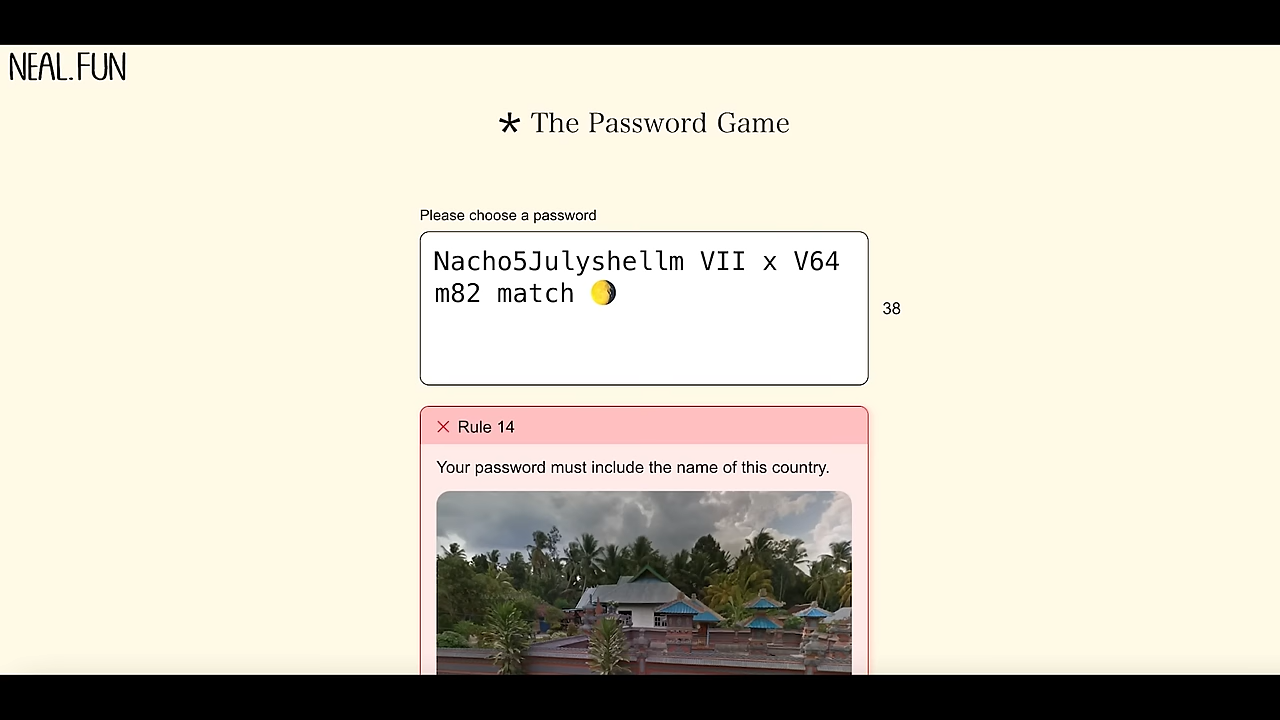 NEAL.FUN
* The Password Game
Please choose a password
Nacho5Julyshellm VII x V64
m82 match 🌖
38
× Rule 14
Your password must include the name of this country.